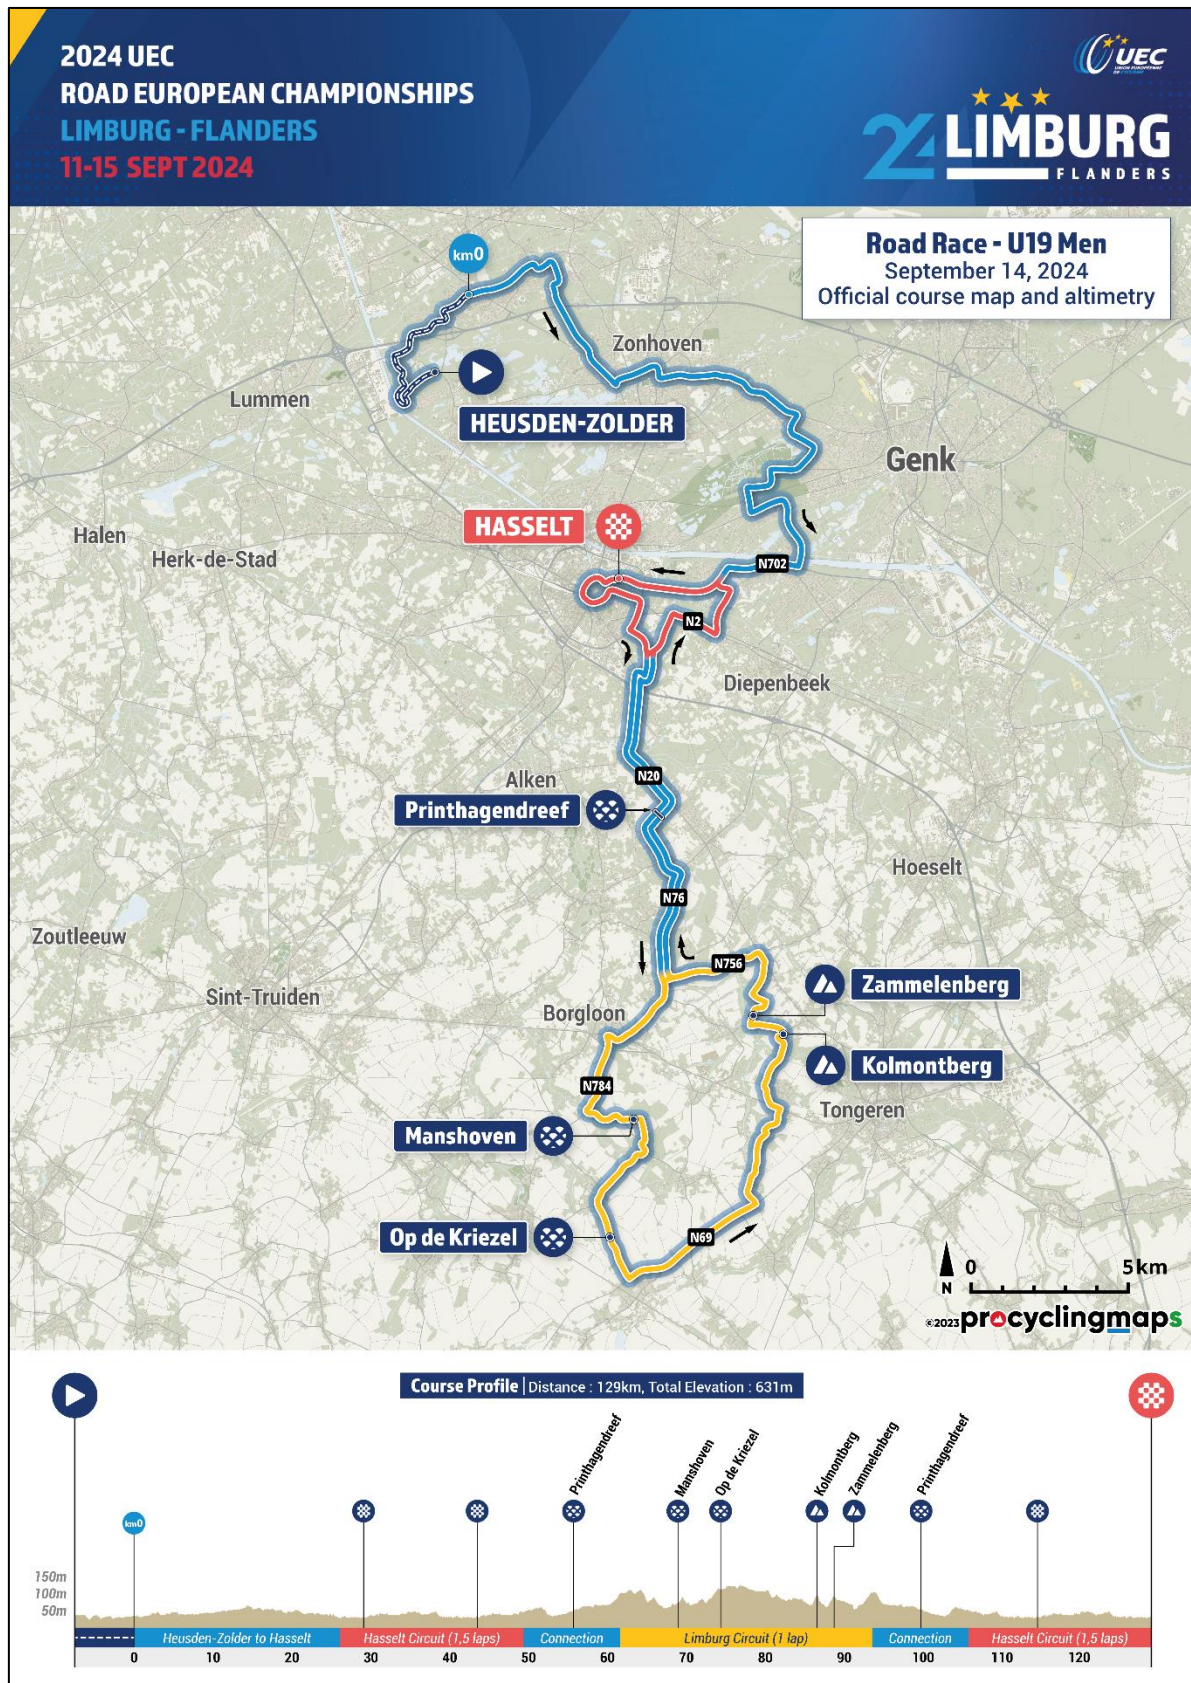 2024 UEC
ROAD EUROPEAN CHAMPIONSHIPS
LIMBURG - FLANDERS
11-15 SEPT 2024
UEC
UNION EUROPÉENNE
DE CYCLISME
24 LIMBURG
FLANDERS
Road Race - U19 Men
September 14, 2024
Official course map and altimetry
km0
Zonhoven
Lummen
HEUSDEN-ZOLDER
Genk
HASSELT
Halen
Herk-de-Stad
N702
N2
Diepenbeek
Alken
N20
Printhagendreef
Hoeselt
N76
Zoutleeuw
N756
Zammelenberg
Sint-Truiden
Borgloon
Kolmontberg
N784
Tongeren
Manshoven
Op de Kriezel
N69
N
0 5km
©2023 procyclingmaps
Course Profile | Distance : 129km, Total Elevation : 631m
Printhagendreef
Manshoven
Op de Kriezel
Kolmontberg
Zammelenberg
Printhagendreef
km0
150m
100m
50m
Heusden-Zolder to Hasselt
Hasselt Circuit (1,5 laps)
Connection
Limburg Circuit (1 lap)
Connection
Hasselt Circuit (1,5 laps)
0 10 20 30 40 50 60 70 80 90 100 110 120